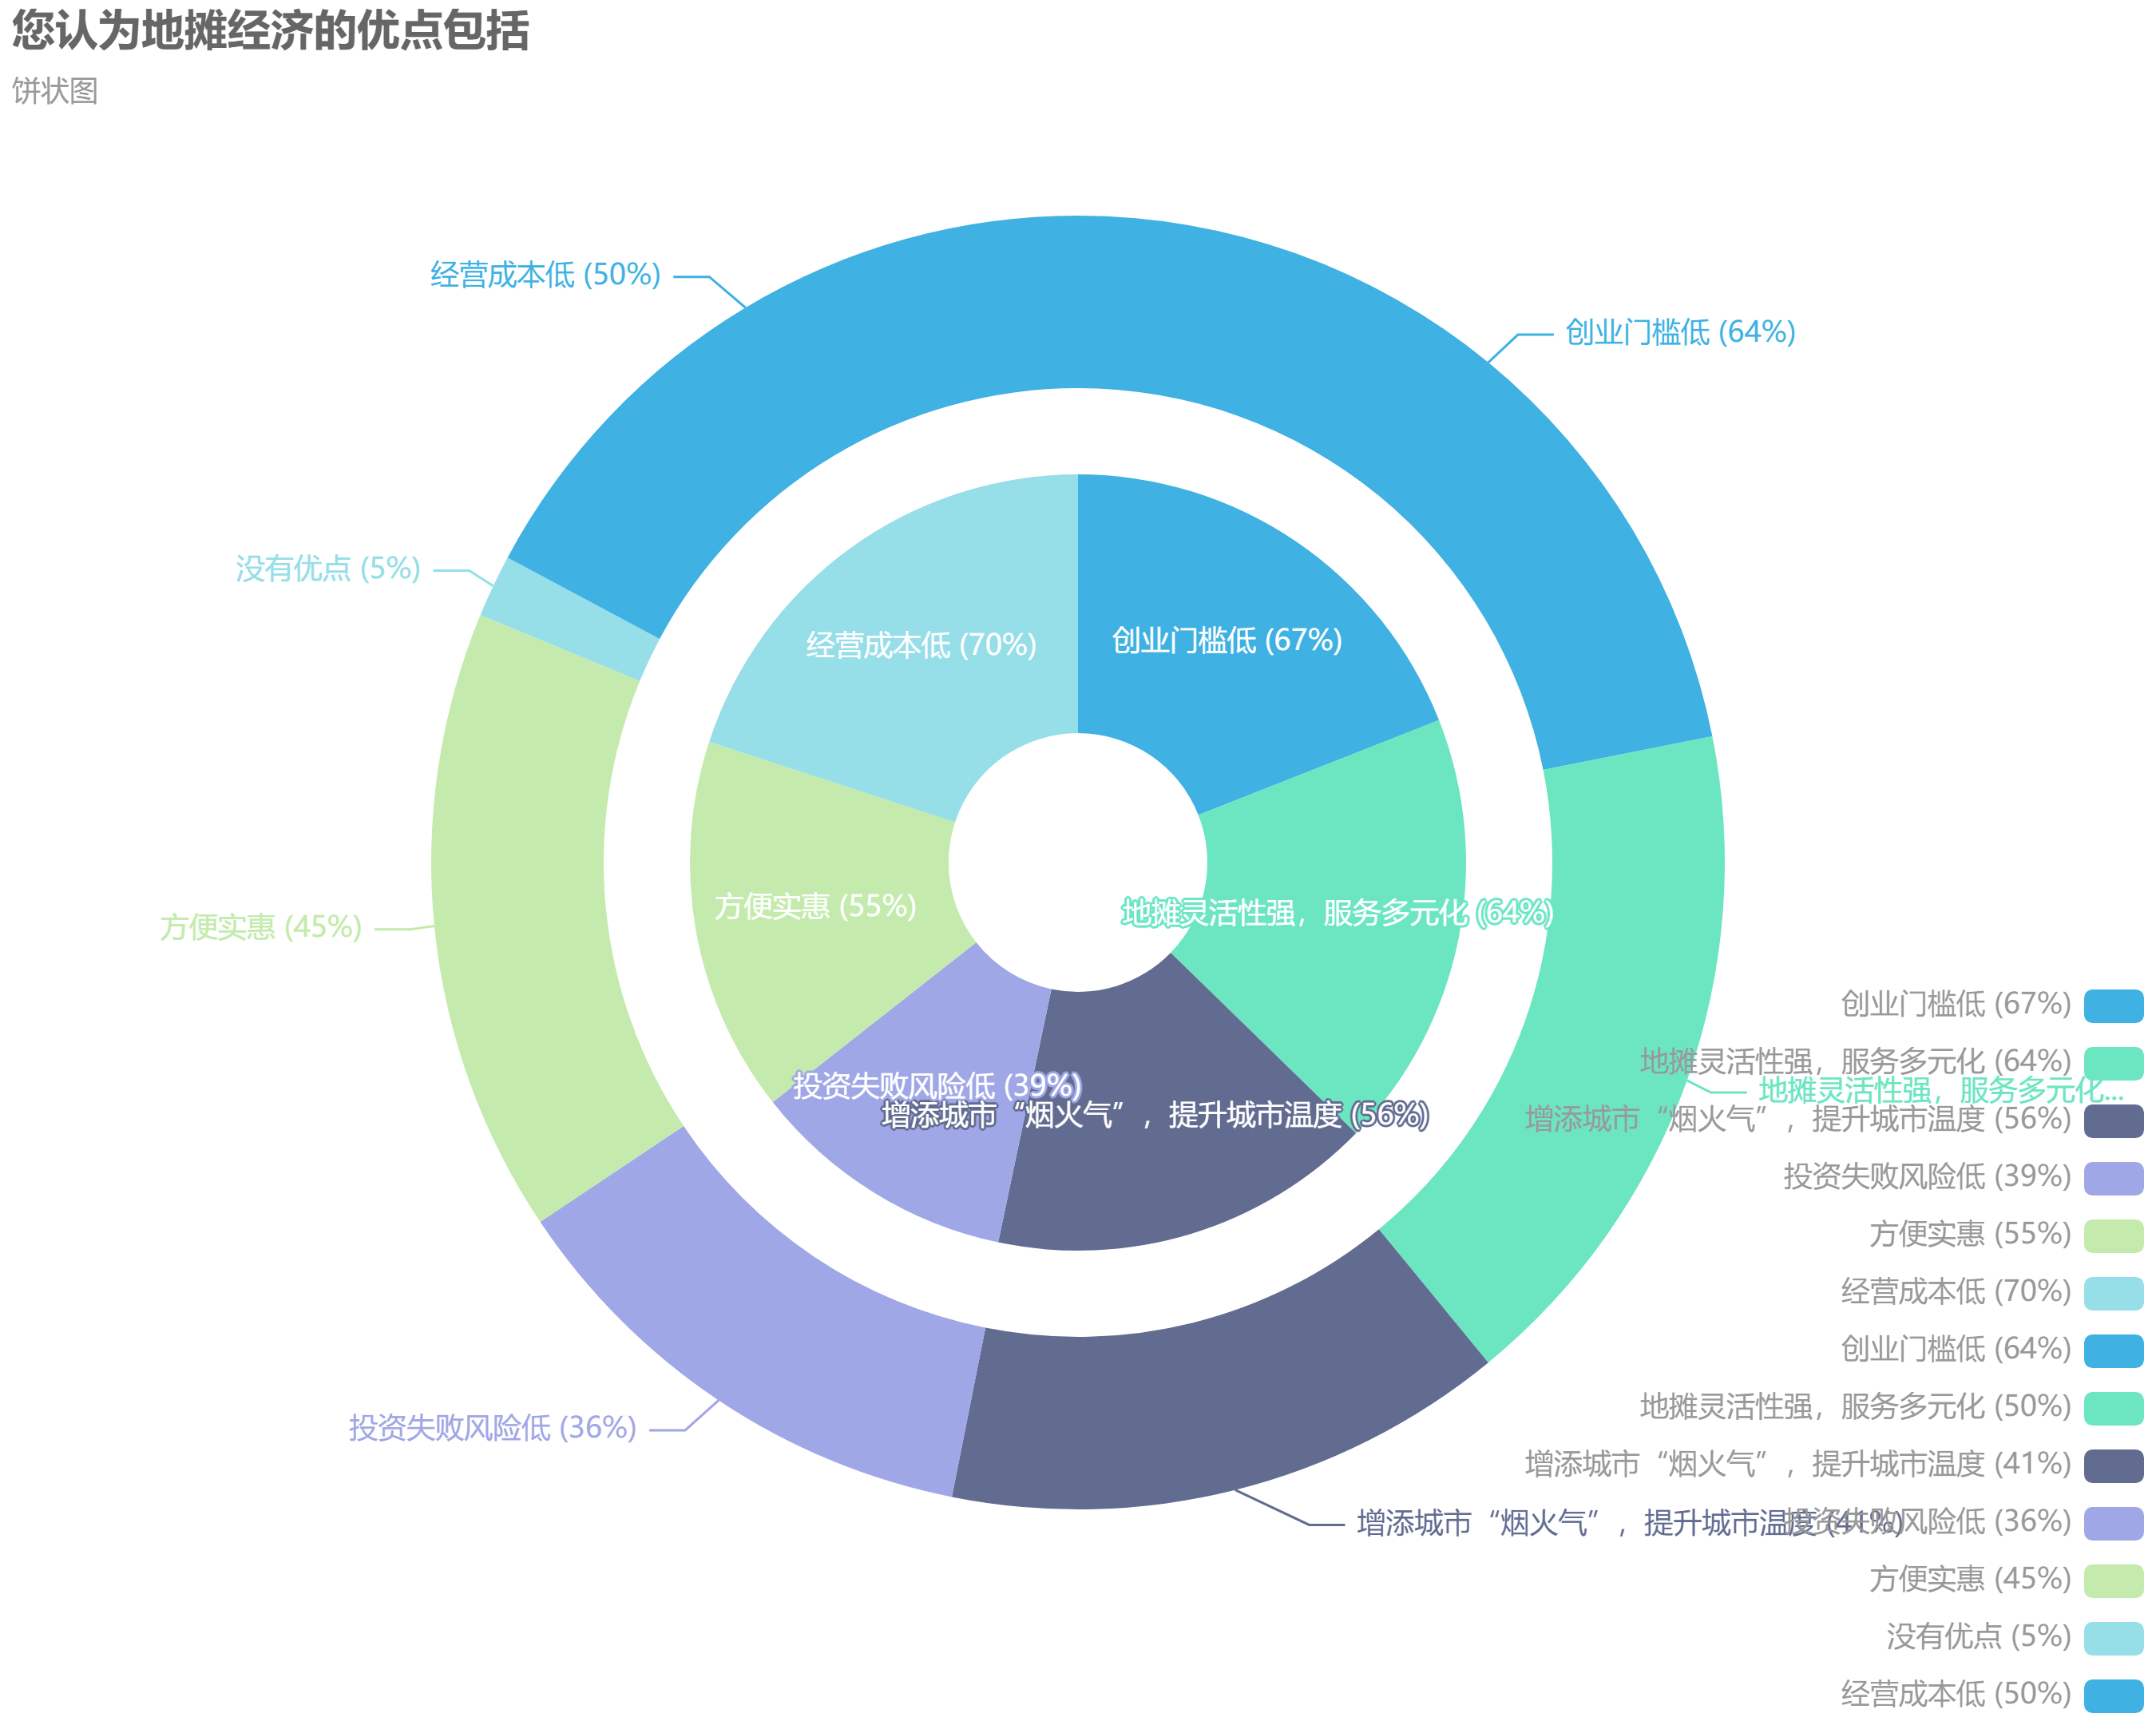 您认为地摊经济的优点包括
饼状图
经营成本低 (50%)
创业门槛低 (64%)
没有优点 (5%)
经营成本低 (70%)
创业门槛低 (67%)
方便实惠 (55%)
地摊灵活性强，服务多元化 (64%)
方便实惠 (45%)
投资失败风险低 (39%)
增添城市“烟火气”，提升城市温度 (56%)
投资失败风险低 (36%)
增添城市“烟火气”，提升城市温度 (41%)
地摊灵活性强，服务多元化...
创业门槛低 (67%)
地摊灵活性强，服务多元化 (64%)
增添城市“烟火气”，提升城市温度 (56%)
投资失败风险低 (39%)
方便实惠 (55%)
经营成本低 (70%)
创业门槛低 (64%)
地摊灵活性强，服务多元化 (50%)
增添城市“烟火气”，提升城市温度 (41%)
投资失败风险低 (36%)
方便实惠 (45%)
没有优点 (5%)
经营成本低 (50%)